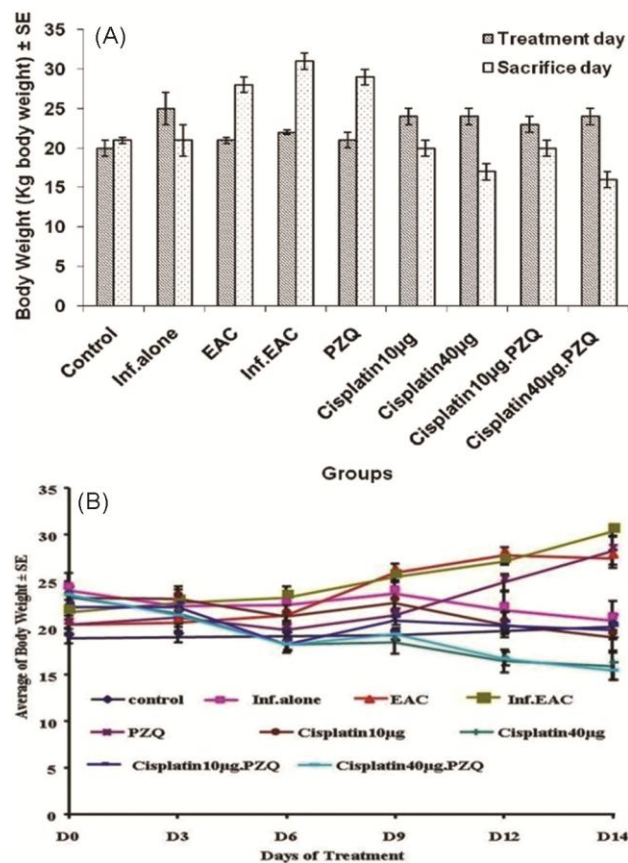 (A)
Treatment day
Sacrifice day
Body Weight (Kg body weight) ± SE
35
30
25
20
15
10
5
0
Control
Inf.alone
EAC
Inf.EAC
PZQ
Cisplatin10µg
Cisplatin40µg
Cisplatin10µg.PZQ
Cisplatin40µg.PZQ
Groups
(B)
Average of Body Weight ± SE
35
30
25
20
15
10
5
0
control Inf.alone EAC Inf.EAC
PZQ Cisplatin10µg Cisplatin40µg
Cisplatin10µg.PZQ Cisplatin40µg.PZQ
D0 D3 D6 D9 D12 D14
Days of Treatment